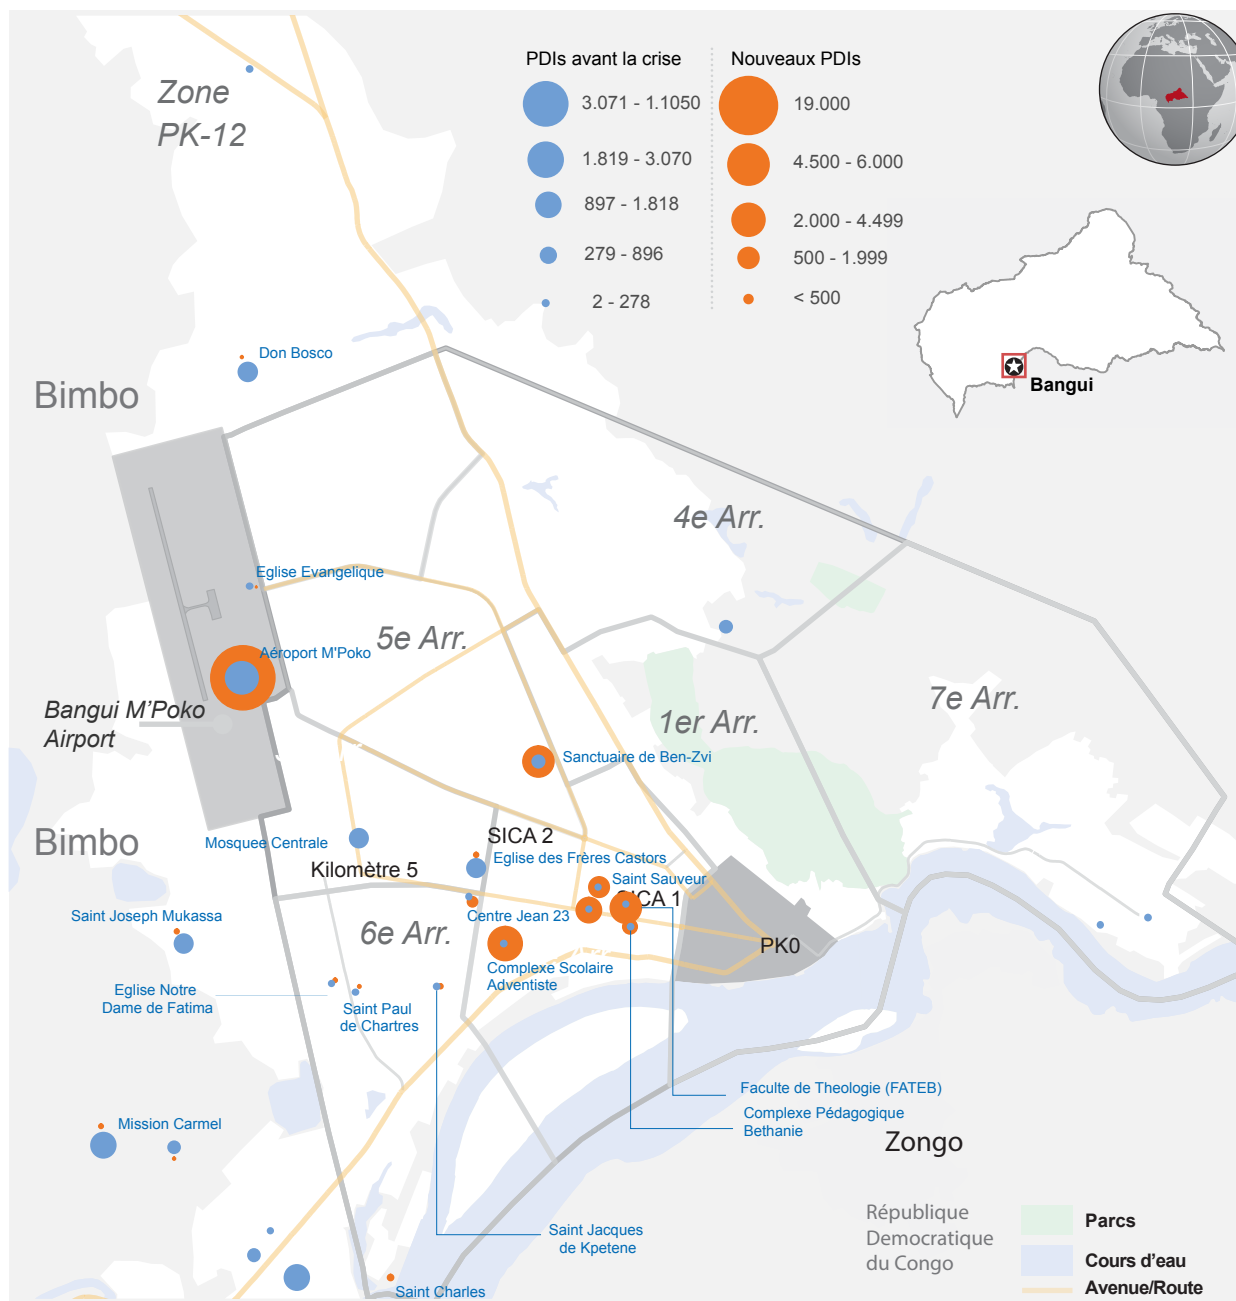 PDIs avant la crise
3.071 - 1.1050
1.819 - 3.070
897 - 1.818
279 - 896
2 - 278
Nouveaux PDIs
19.000
4.500 - 6.000
2.000 - 4.499
500 - 1.999
< 500
Bangui
Zone
PK-12
Don Bosco
Bimbo
4e Arr.
Eglise Evangelique
5e Arr.
Aéroport M'Poko
Bangui M'Poko
Airport
1er Arr.
7e Arr.
Sanctuaire de Ben-Zvi
Bimbo
Mosquee Centrale
SICA 2
Eglise des Frères Castors
Kilomètre 5
Saint Sauveur
SICA 1
Saint Joseph Mukassa
Centre Jean 23
6e Arr.
PK0
Complexe Scolaire
Adventiste
Eglise Notre
Dame de Fatima
Saint Paul
de Chartres
Faculte de Theologie (FATEB)
Complexe Pédagogique
Bethanie
Mission Carmel
Zongo
Saint Jacques
de Kpetene
Saint Charles
République
Democratique
du Congo
Parcs
Cours d'eau
Avenue/Route